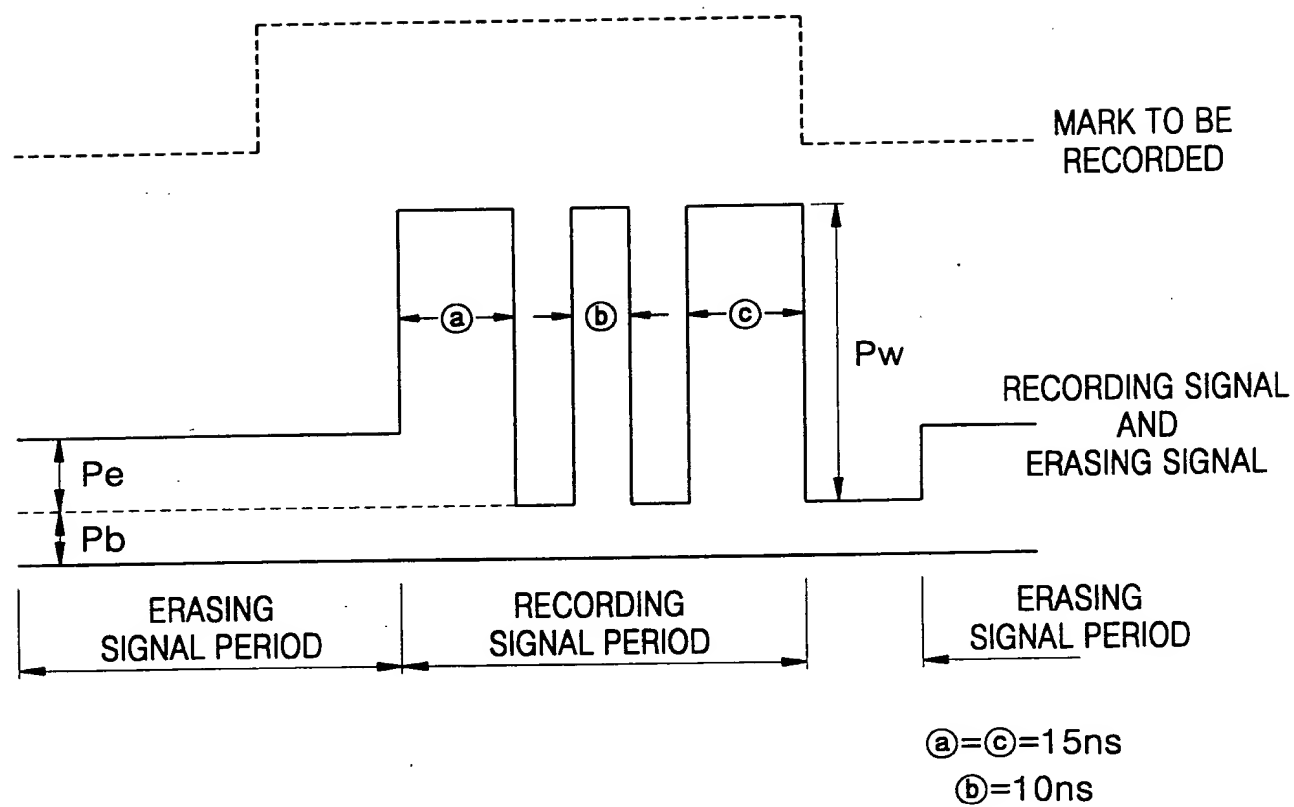 MARK TO BE
RECORDED
ⓐ
ⓑ
ⓒ
Pw
RECORDING SIGNAL
AND
ERASING SIGNAL
Pe
Pb
ERASING
SIGNAL PERIOD
RECORDING
SIGNAL PERIOD
ERASING
SIGNAL PERIOD
ⓐ=ⓒ=15ns
ⓑ=10ns